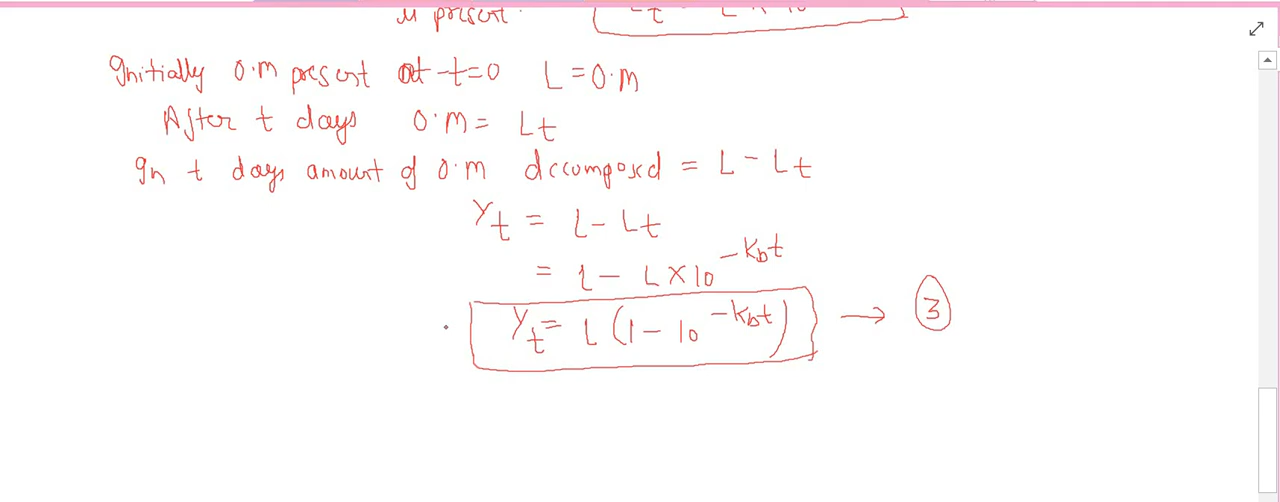 present.
Initially O.M present at t=0 L=O.M
After t days O.M= Lt
In t days amount of O.M decomposed = L-Lt
Yt = L-Lt
= L - L×10^-Kbt
Yt= L(1-10^-Kbt) → ③